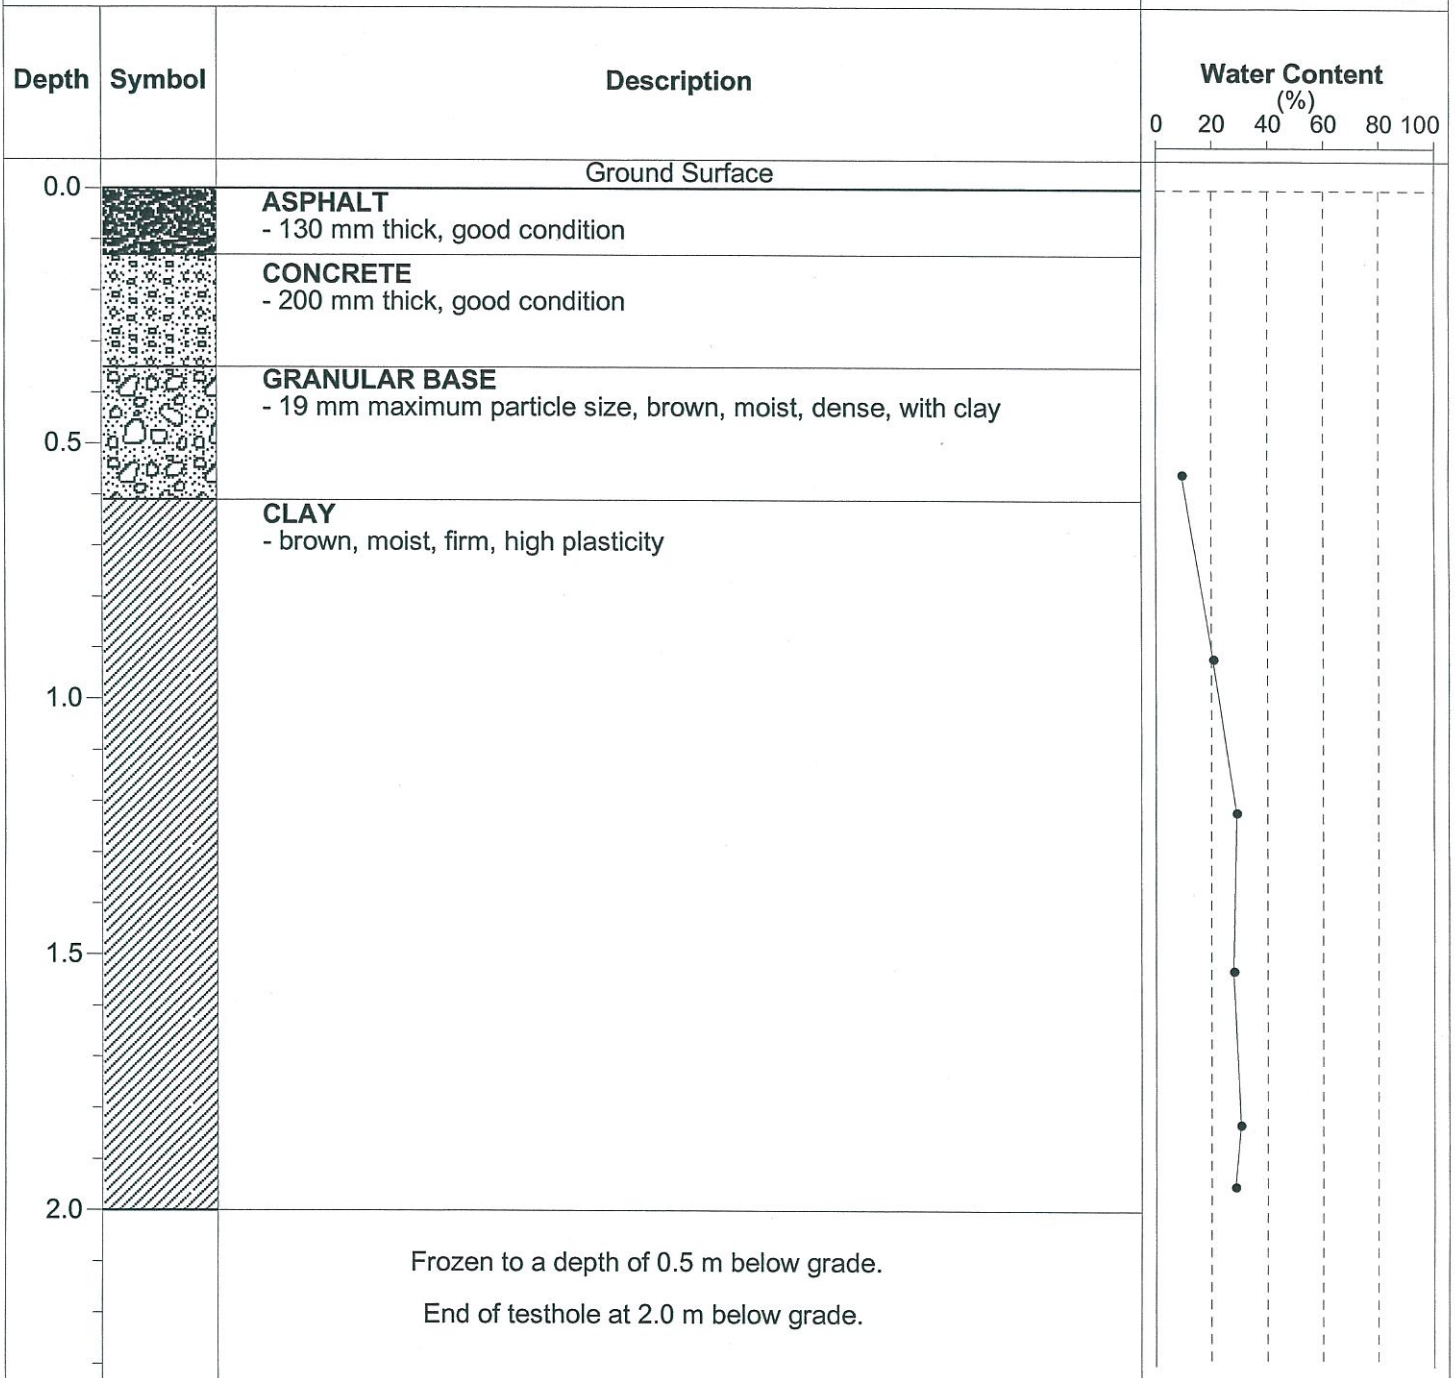 Depth Symbol Description Water Content
(%)
0 20 40 60 80 100
Ground Surface
0.0
ASPHALT
- 130 mm thick, good condition
CONCRETE
- 200 mm thick, good condition
GRANULAR BASE
- 19 mm maximum particle size, brown, moist, dense, with clay
0.5
CLAY
- brown, moist, firm, high plasticity
1.0
1.5
2.0
Frozen to a depth of 0.5 m below grade.
End of testhole at 2.0 m below grade.